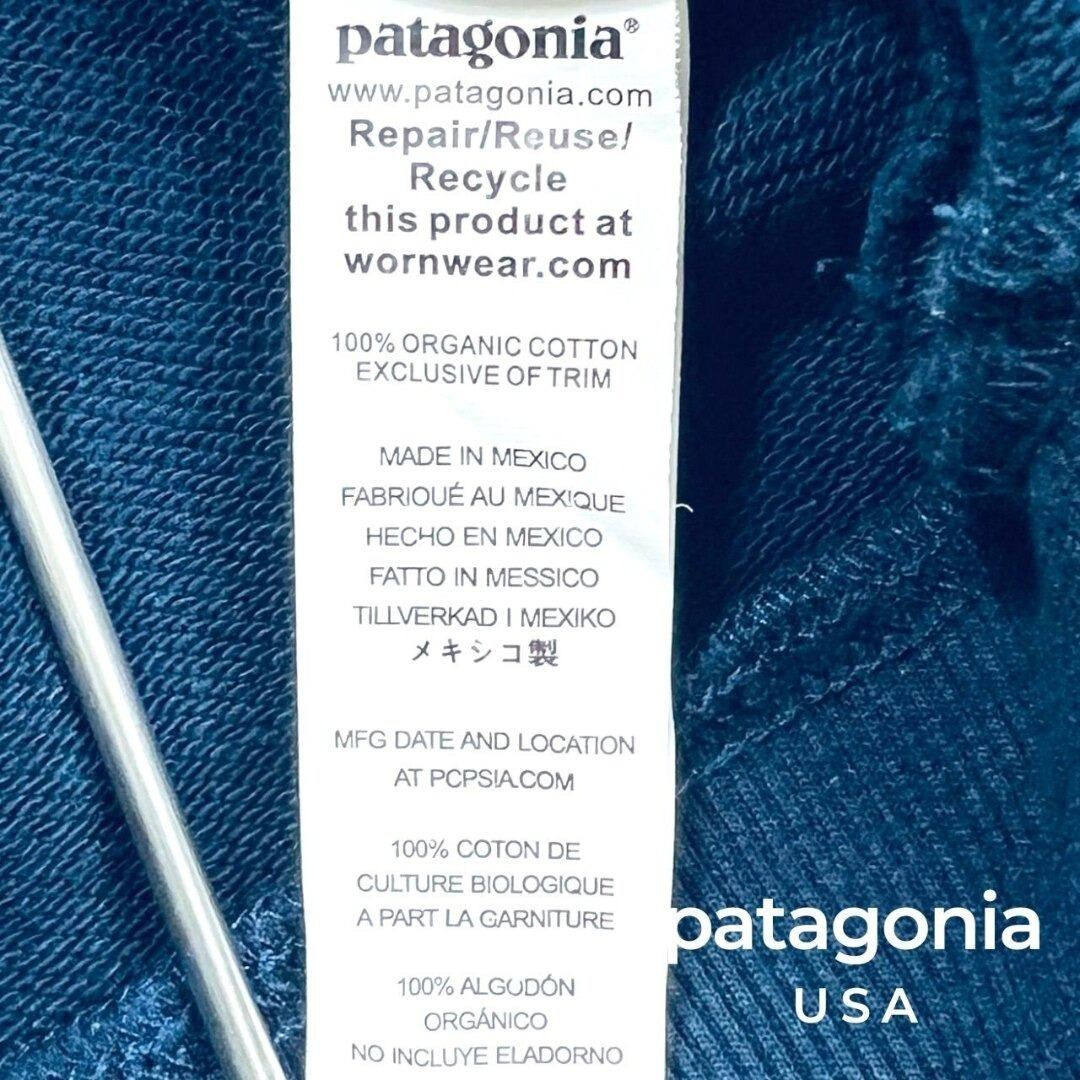 patagonia®
www.patagonia.com
Repair/Reuse/
Recycle
this product at
wornwear.com
100% ORGANIC COTTON
EXCLUSIVE OF TRIM
MADE IN MEXICO
FABRIQUÉ AU MEXIQUE
HECHO EN MEXICO
FATTO IN MESSICO
TILLVERKAD I MEXIKO
メキシコ製
MFG DATE AND LOCATION
AT PCPSIA.COM
100% COTON DE
CULTURE BIOLOGIQUE
A PART LA GARNITURE
100% ALGODÓN
ORGÁNICO
NO INCLUYE ELADORNO
patagonia
USA